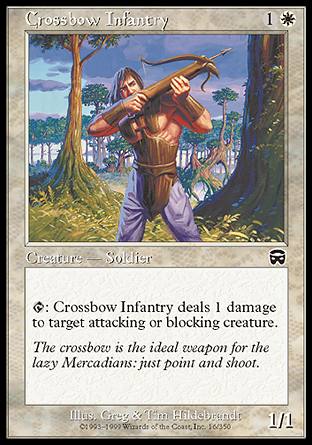 Crossbow Infantry 1
Creature — Soldier
: Crossbow Infantry deals 1 damage
to target attacking or blocking creature.
The crossbow is the ideal weapon for the
lazy Mercadians: just point and shoot.
Illus. Greg & Tim Hildebrandt
©1993-1999 Wizards of the Coast, Inc. 16/350
1/1